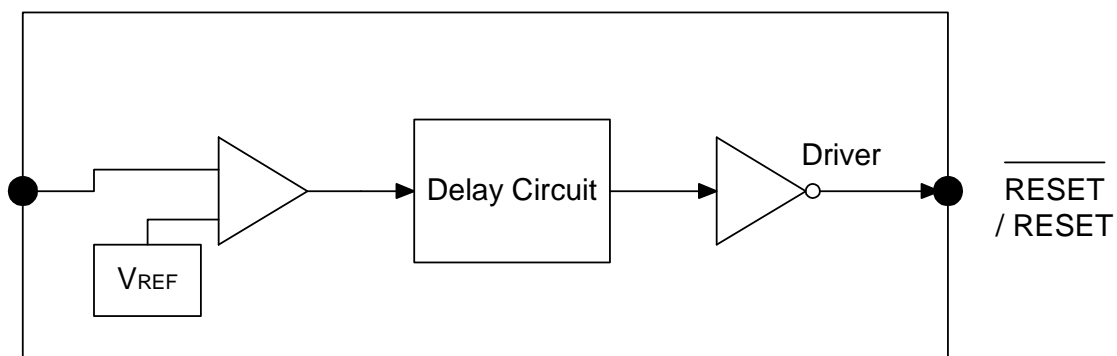 Driver
Delay Circuit
RESET
/ RESET
VREF